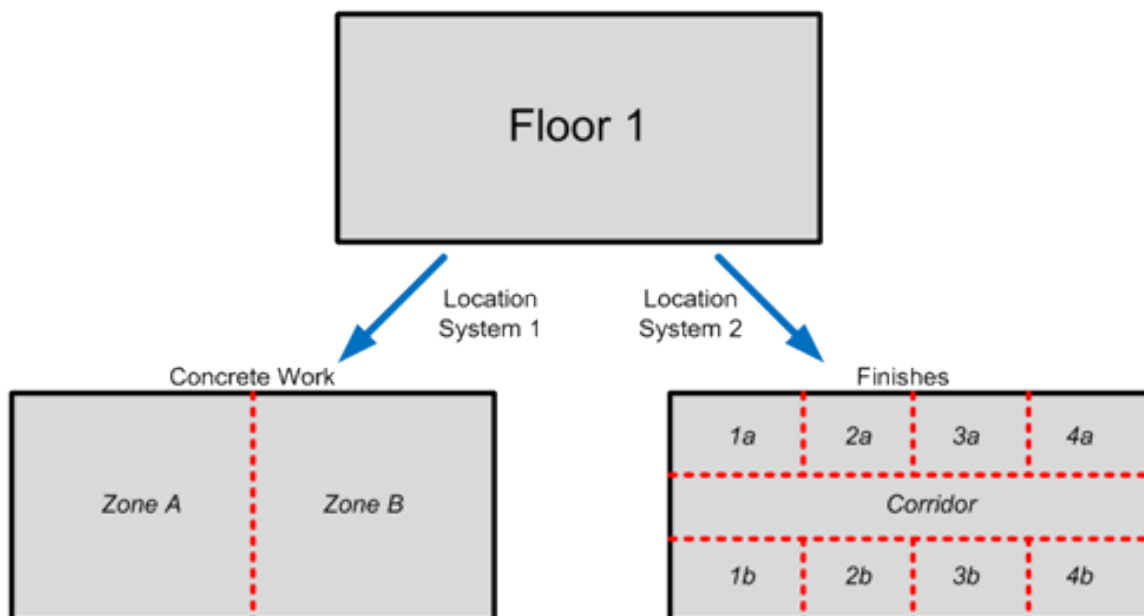 Floor 1
Location
System 1
Location
System 2
Concrete Work
Finishes
Zone A
Zone B
1a
2a
3a
4a
Corridor
1b
2b
3b
4b